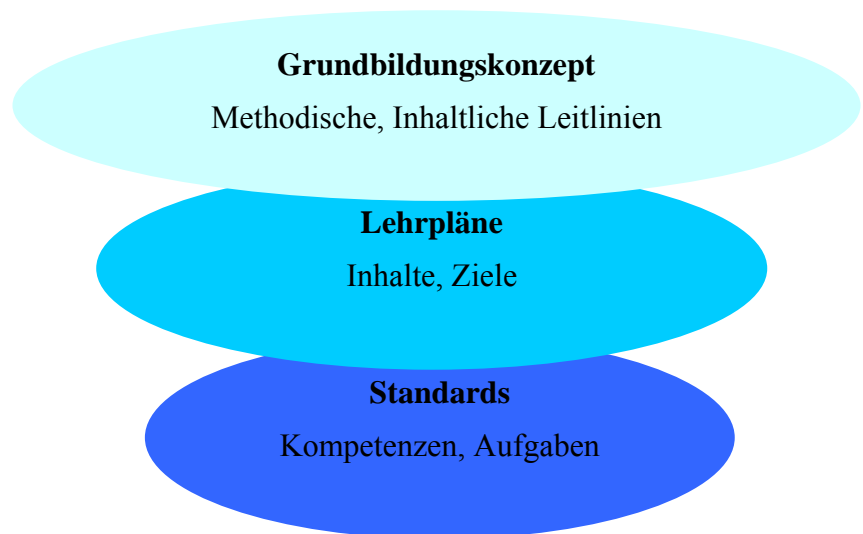 Grundbildungskonzept
Methodische, Inhaltliche Leitlinien
Lehrpläne
Inhalte, Ziele
Standards
Kompetenzen, Aufgaben